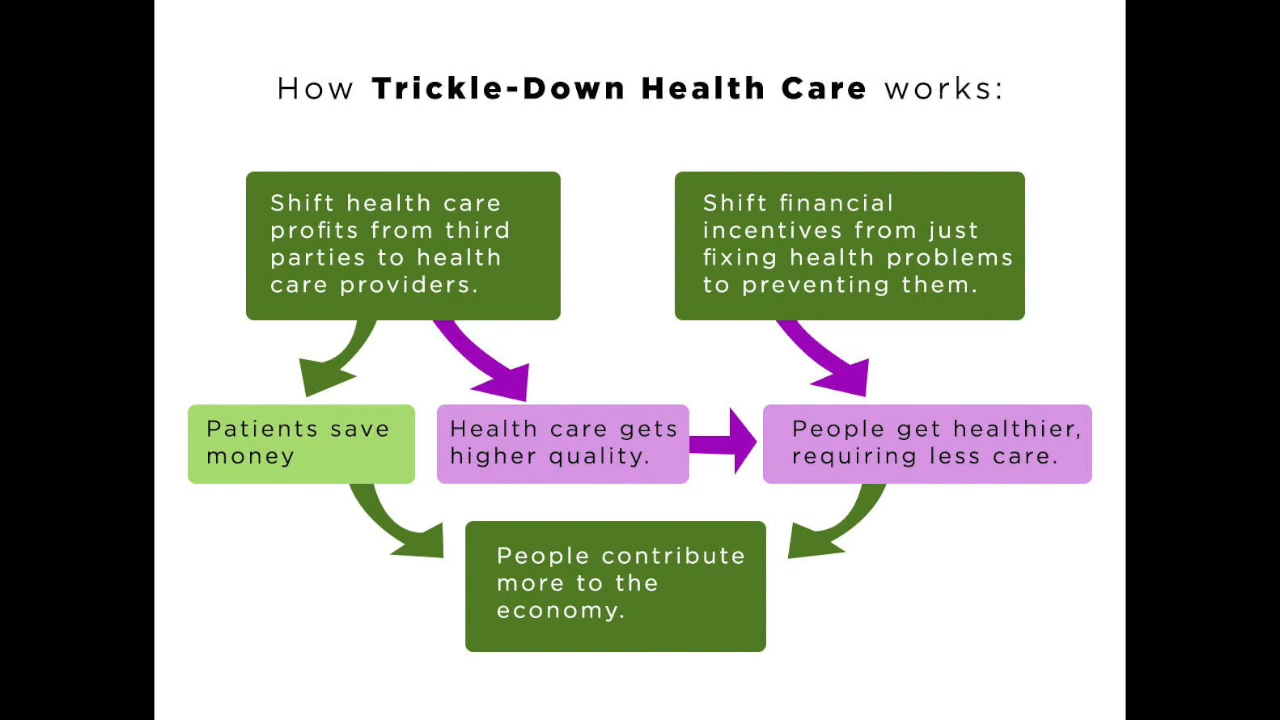 How Trickle-Down Health Care works:
Shift health care
profits from third
parties to health
care providers.
Shift financial
incentives from just
fixing health problems
to preventing them.
Patients save
money
Health care gets
higher quality.
People get healthier,
requiring less care.
People contribute
more to the
economy.